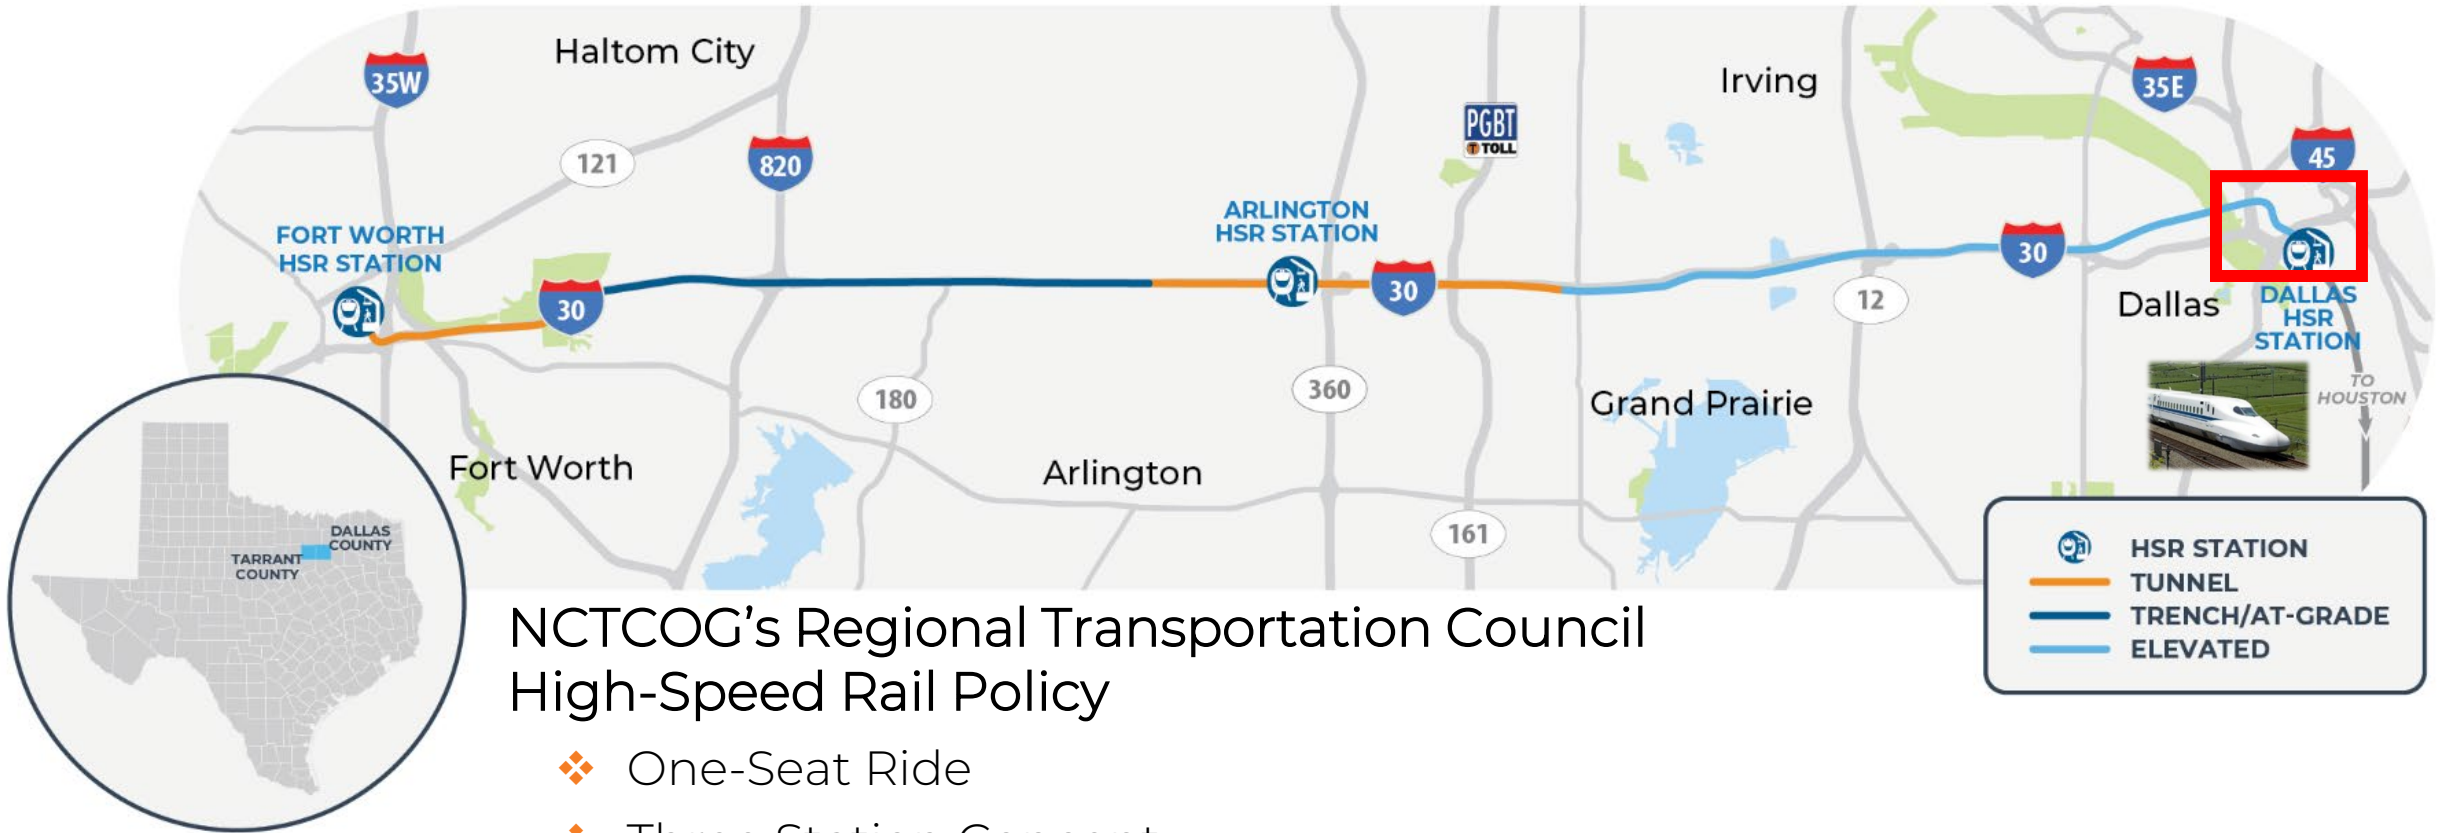 Haltom City
35W
Irving
35E
PGBT
TOLL
121
820
45
ARLINGTON
HSR STATION
FORT WORTH
HSR STATION
30
30
30
12
Dallas
DALLAS
HSR
STATION
180
360
Grand Prairie
TO
HOUSTON
Fort Worth
Arlington
161
DALLAS
COUNTY
TARRANT
COUNTY
HSR STATION
TUNNEL
TRENCH/AT-GRADE
ELEVATED
NCTCOG’s Regional Transportation Council
High-Speed Rail Policy
❖ One-Seat Ride
Three Station Concept